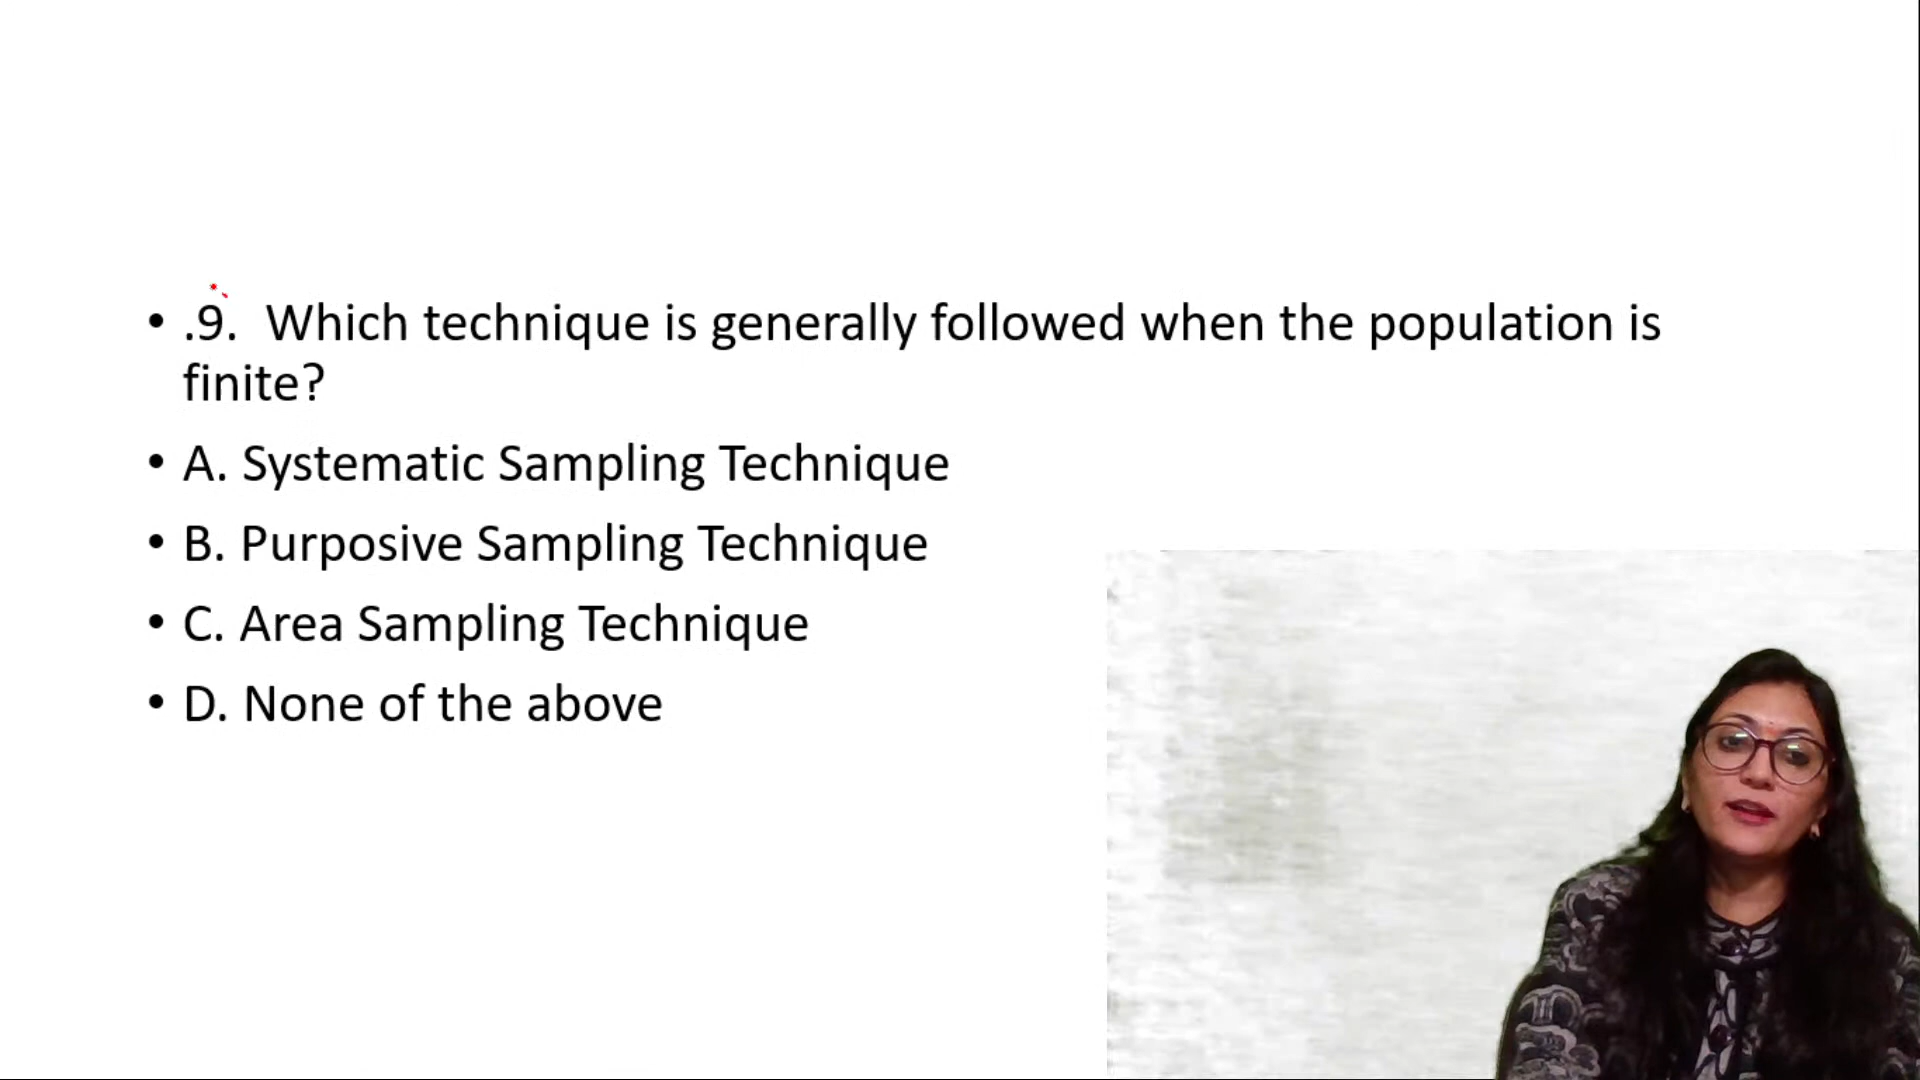 • .9.  Which technique is generally followed when the population is
finite?
• A. Systematic Sampling Technique
• B. Purposive Sampling Technique
• C. Area Sampling Technique
• D. None of the above